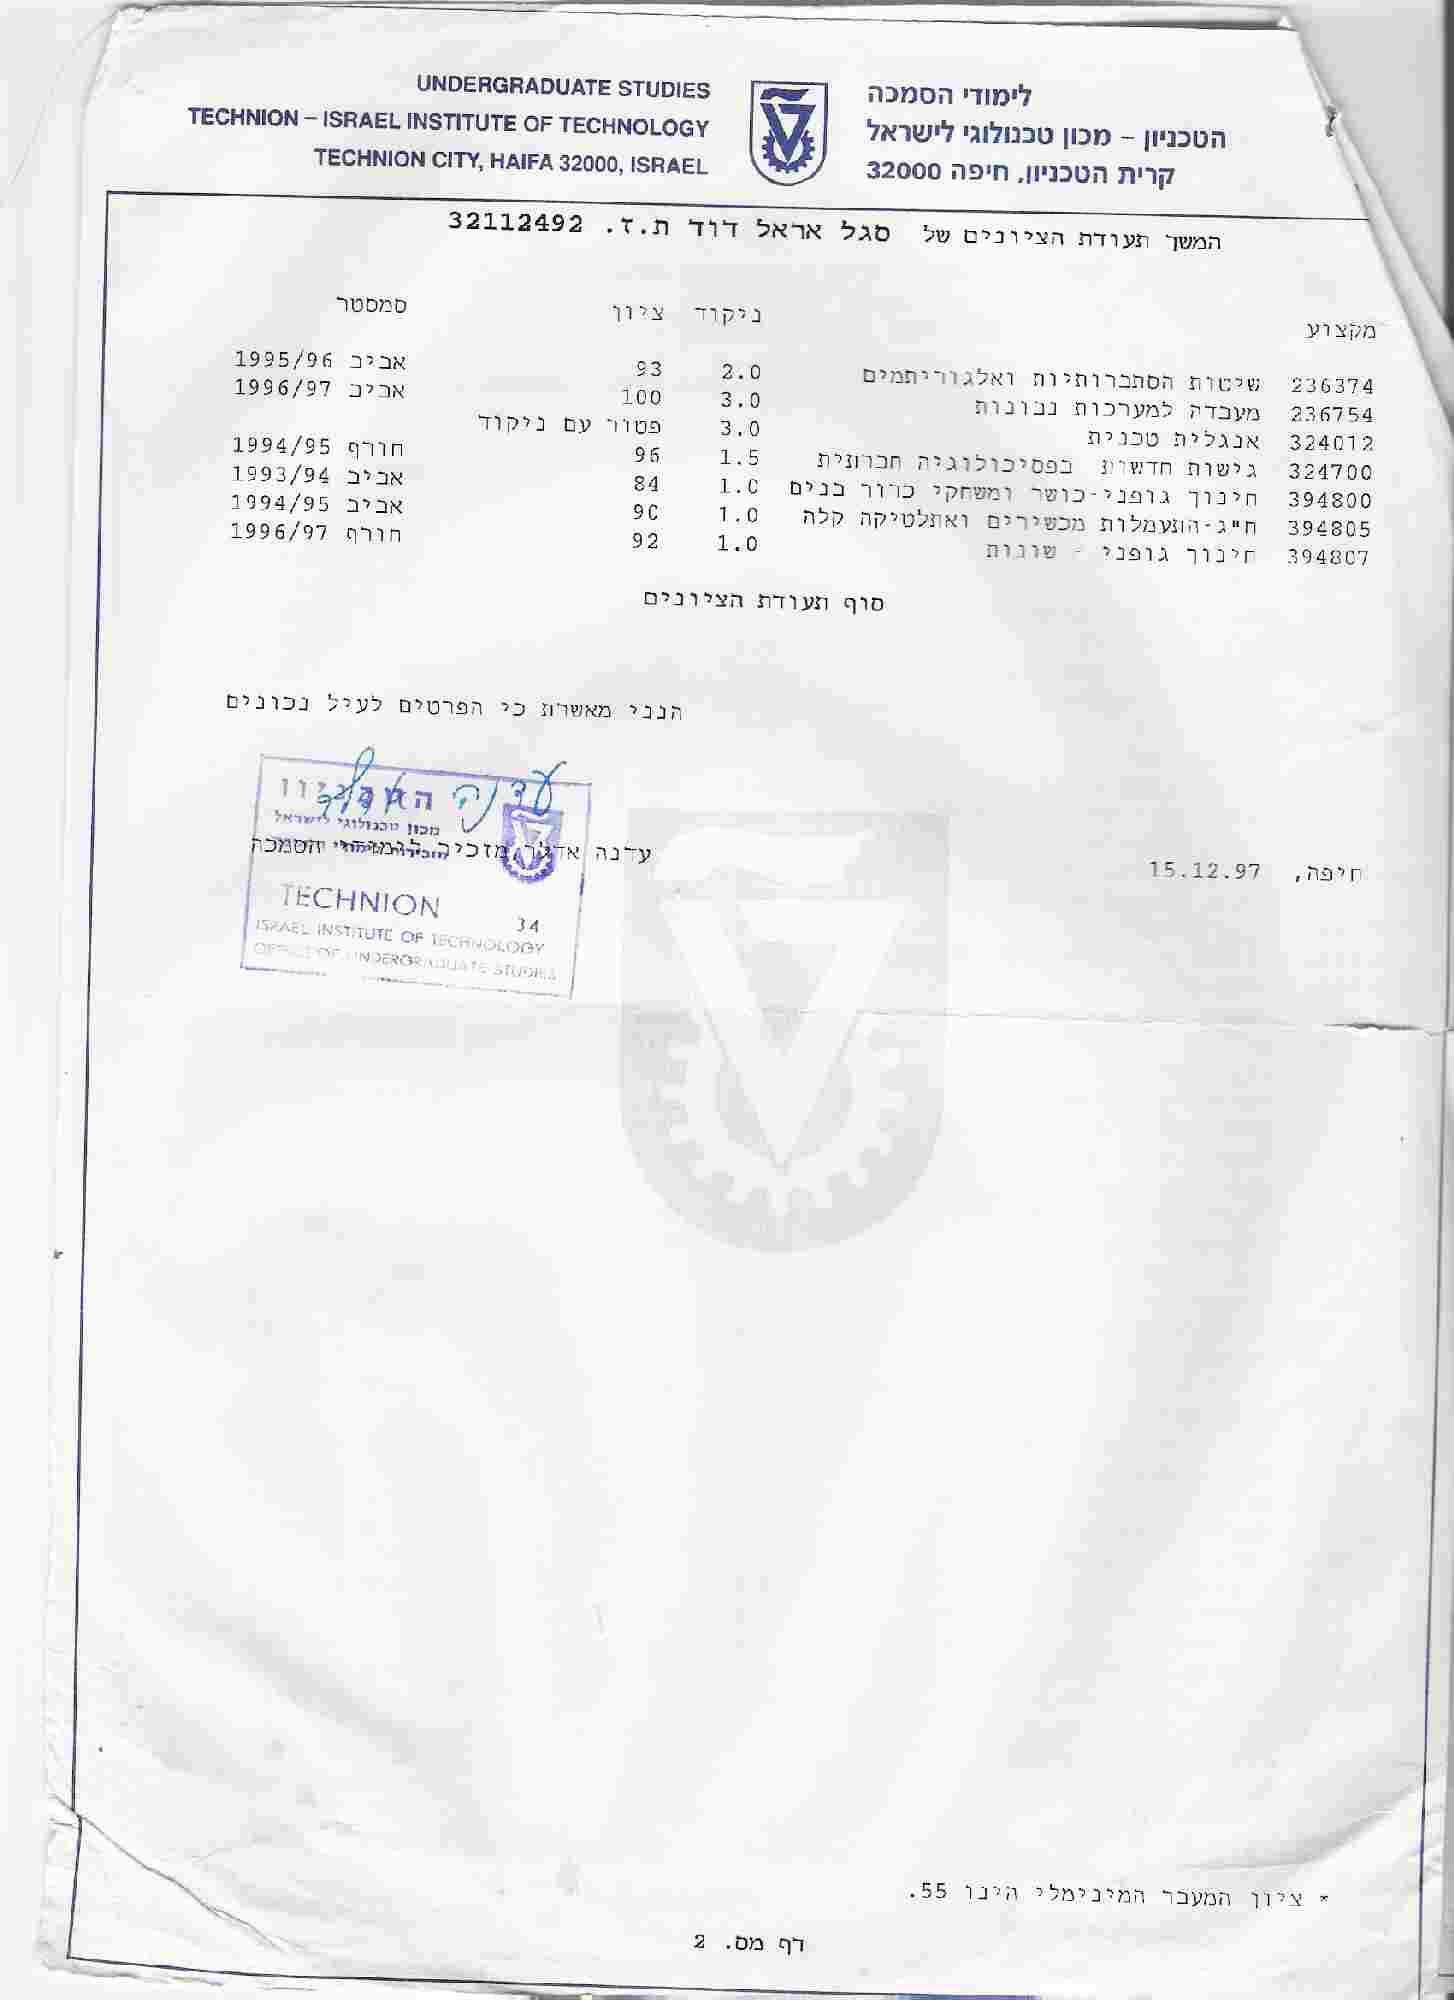 UNDERGRADUATE STUDIES
TECHNION – ISRAEL INSTITUTE OF TECHNOLOGY
TECHNION CITY, HAIFA 32000, ISRAEL
לימודי הסמכה
הטכניון – מכון טכנולוגי לישראל
קרית הטכניון, חיפה 32000
המשך תעודת הציונים של סגל אראל דוד ת.ז. 32112492
מקצוע ניקוד ציון סמסטר
236374 שיטות הסתברותיות ואלגוריתמים 2.0 93 אביב 1995/96
236754 מעבדה למערכות נבונות 3.0 100 אביב 1996/97
324012 אנגלית טכנית 3.0 פטור עם ניקוד
324700 גישות חדשות בפסיכולוגיה חברתית 1.5 96 חורף 1994/95
394800 חינוך גופני-כושר ומשחקי כדור בנים 1.0 84 אביב 1993/94
394805 ח"ג-התעמלות מכשירים ואתלטיקה קלה 1.0 90 אביב 1994/95
394807 חינוך גופני - שונות 1.0 92 חורף 1996/97
סוף תעודת הציונים
הנני מאשרת כי הפרטים לעיל נכונים
הטכניון
מכון טכנולוגי לישראל
עדנה אדלר, מזכיר לימודי הסמכה
חיפה, 15.12.97
TECHNION
34
ISRAEL INSTITUTE OF TECHNOLOGY
OFFICE OF UNDERGRADUATE STUDIES
* ציון המעבר המינימלי הינו 55.
דף מס. 2